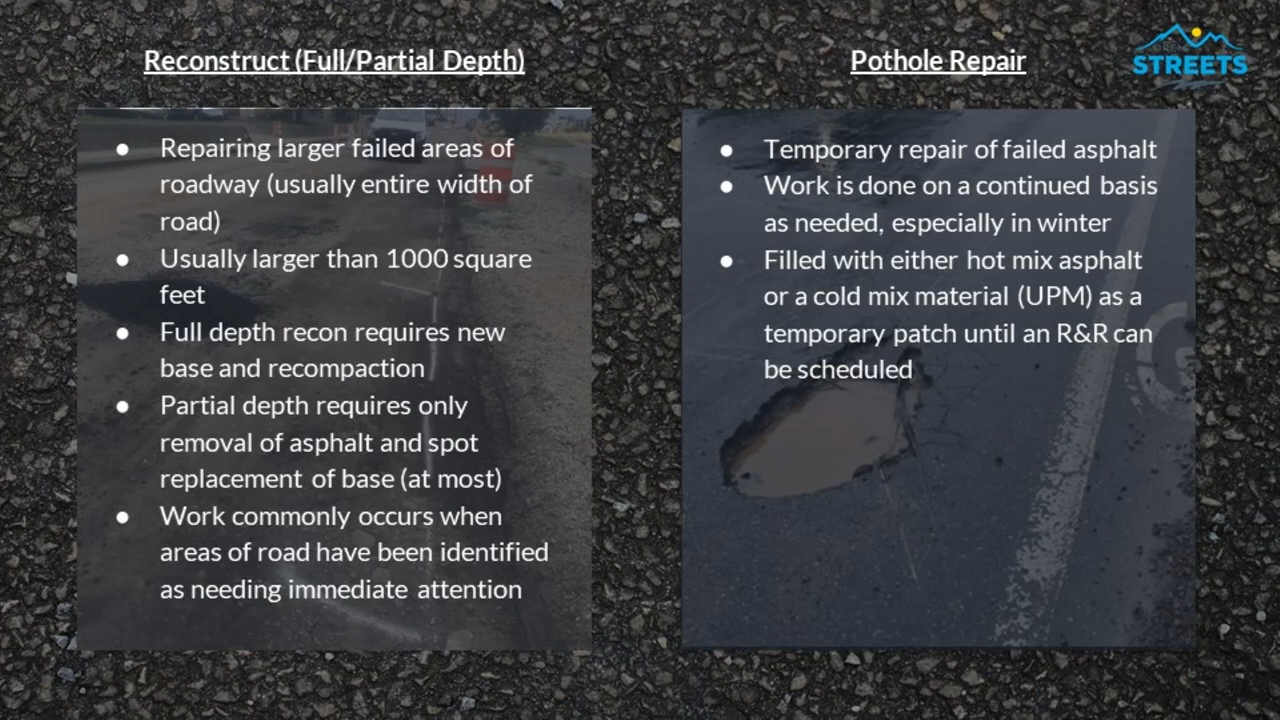 Reconstruct (Full/Partial Depth)
● Repairing larger failed areas of
roadway (usually entire width of
road)
● Usually larger than 1000 square
feet
● Full depth recon requires new
base and recompaction
● Partial depth requires only
removal of asphalt and spot
replacement of base (at most)
● Work commonly occurs when
areas of road have been identified
as needing immediate attention
Pothole Repair
● Temporary repair of failed asphalt
● Work is done on a continued basis
as needed, especially in winter
● Filled with either hot mix asphalt
or a cold mix material (UPM) as a
temporary patch until an R&R can
be scheduled
STREETS